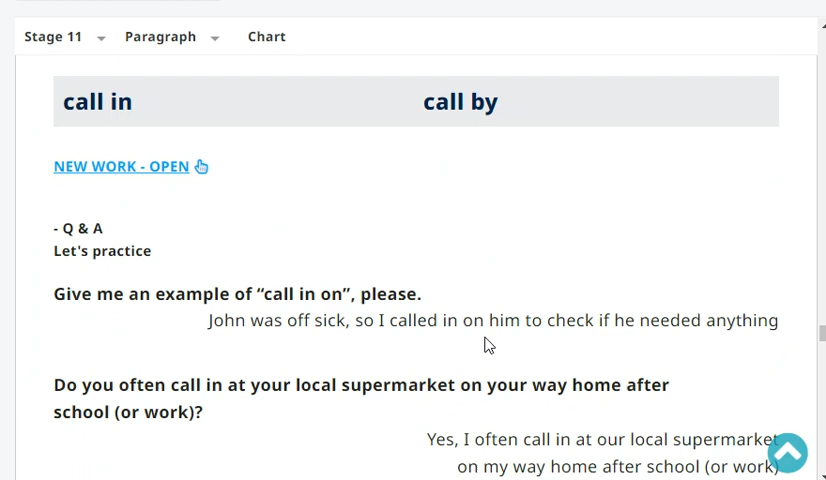 Stage 11 Paragraph Chart
call in call by
NEW WORK - OPEN
- Q & A
Let's practice
Give me an example of “call in on”, please.
John was off sick, so I called in on him to check if he needed anything
Do you often call in at your local supermarket on your way home after
school (or work)?
Yes, I often call in at our local supermarket
on my way home after school (or work)